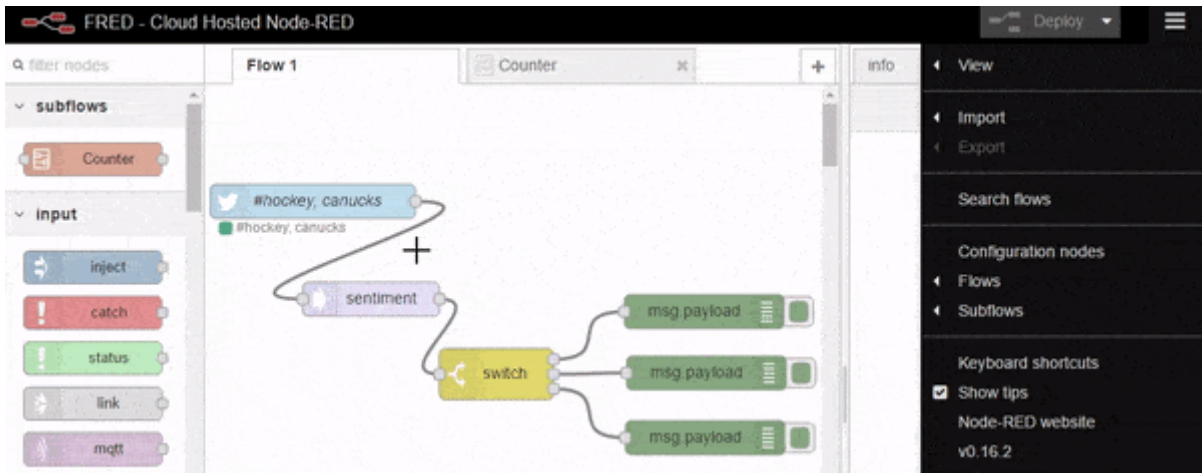 FRED - Cloud Hosted Node-RED
Deploy
filter nodes
Flow 1
Counter
info
subflows
Counter
input
inject
catch
status
link
mqtt
#hockey, canucks
#hockey, canucks
sentiment
switch
msg.payload
msg.payload
msg.payload
View
Import
Export
Search flows
Configuration nodes
Flows
Subflows
Keyboard shortcuts
Show tips
Node-RED website
v0.16.2